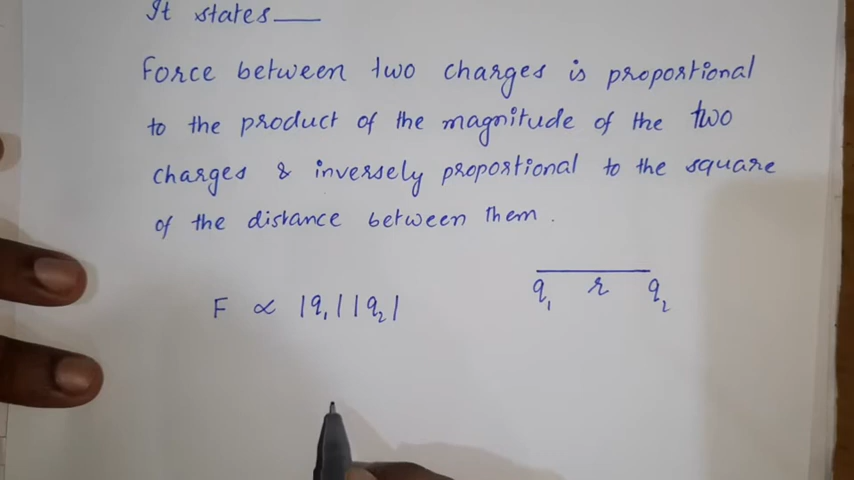 It states___
Force between two charges is proportional
to the product of the magnitude of the two
charges & inversely proportional to the square
of the distance between them.
F ∝ |q₁||q₂|
q₁ r q₂